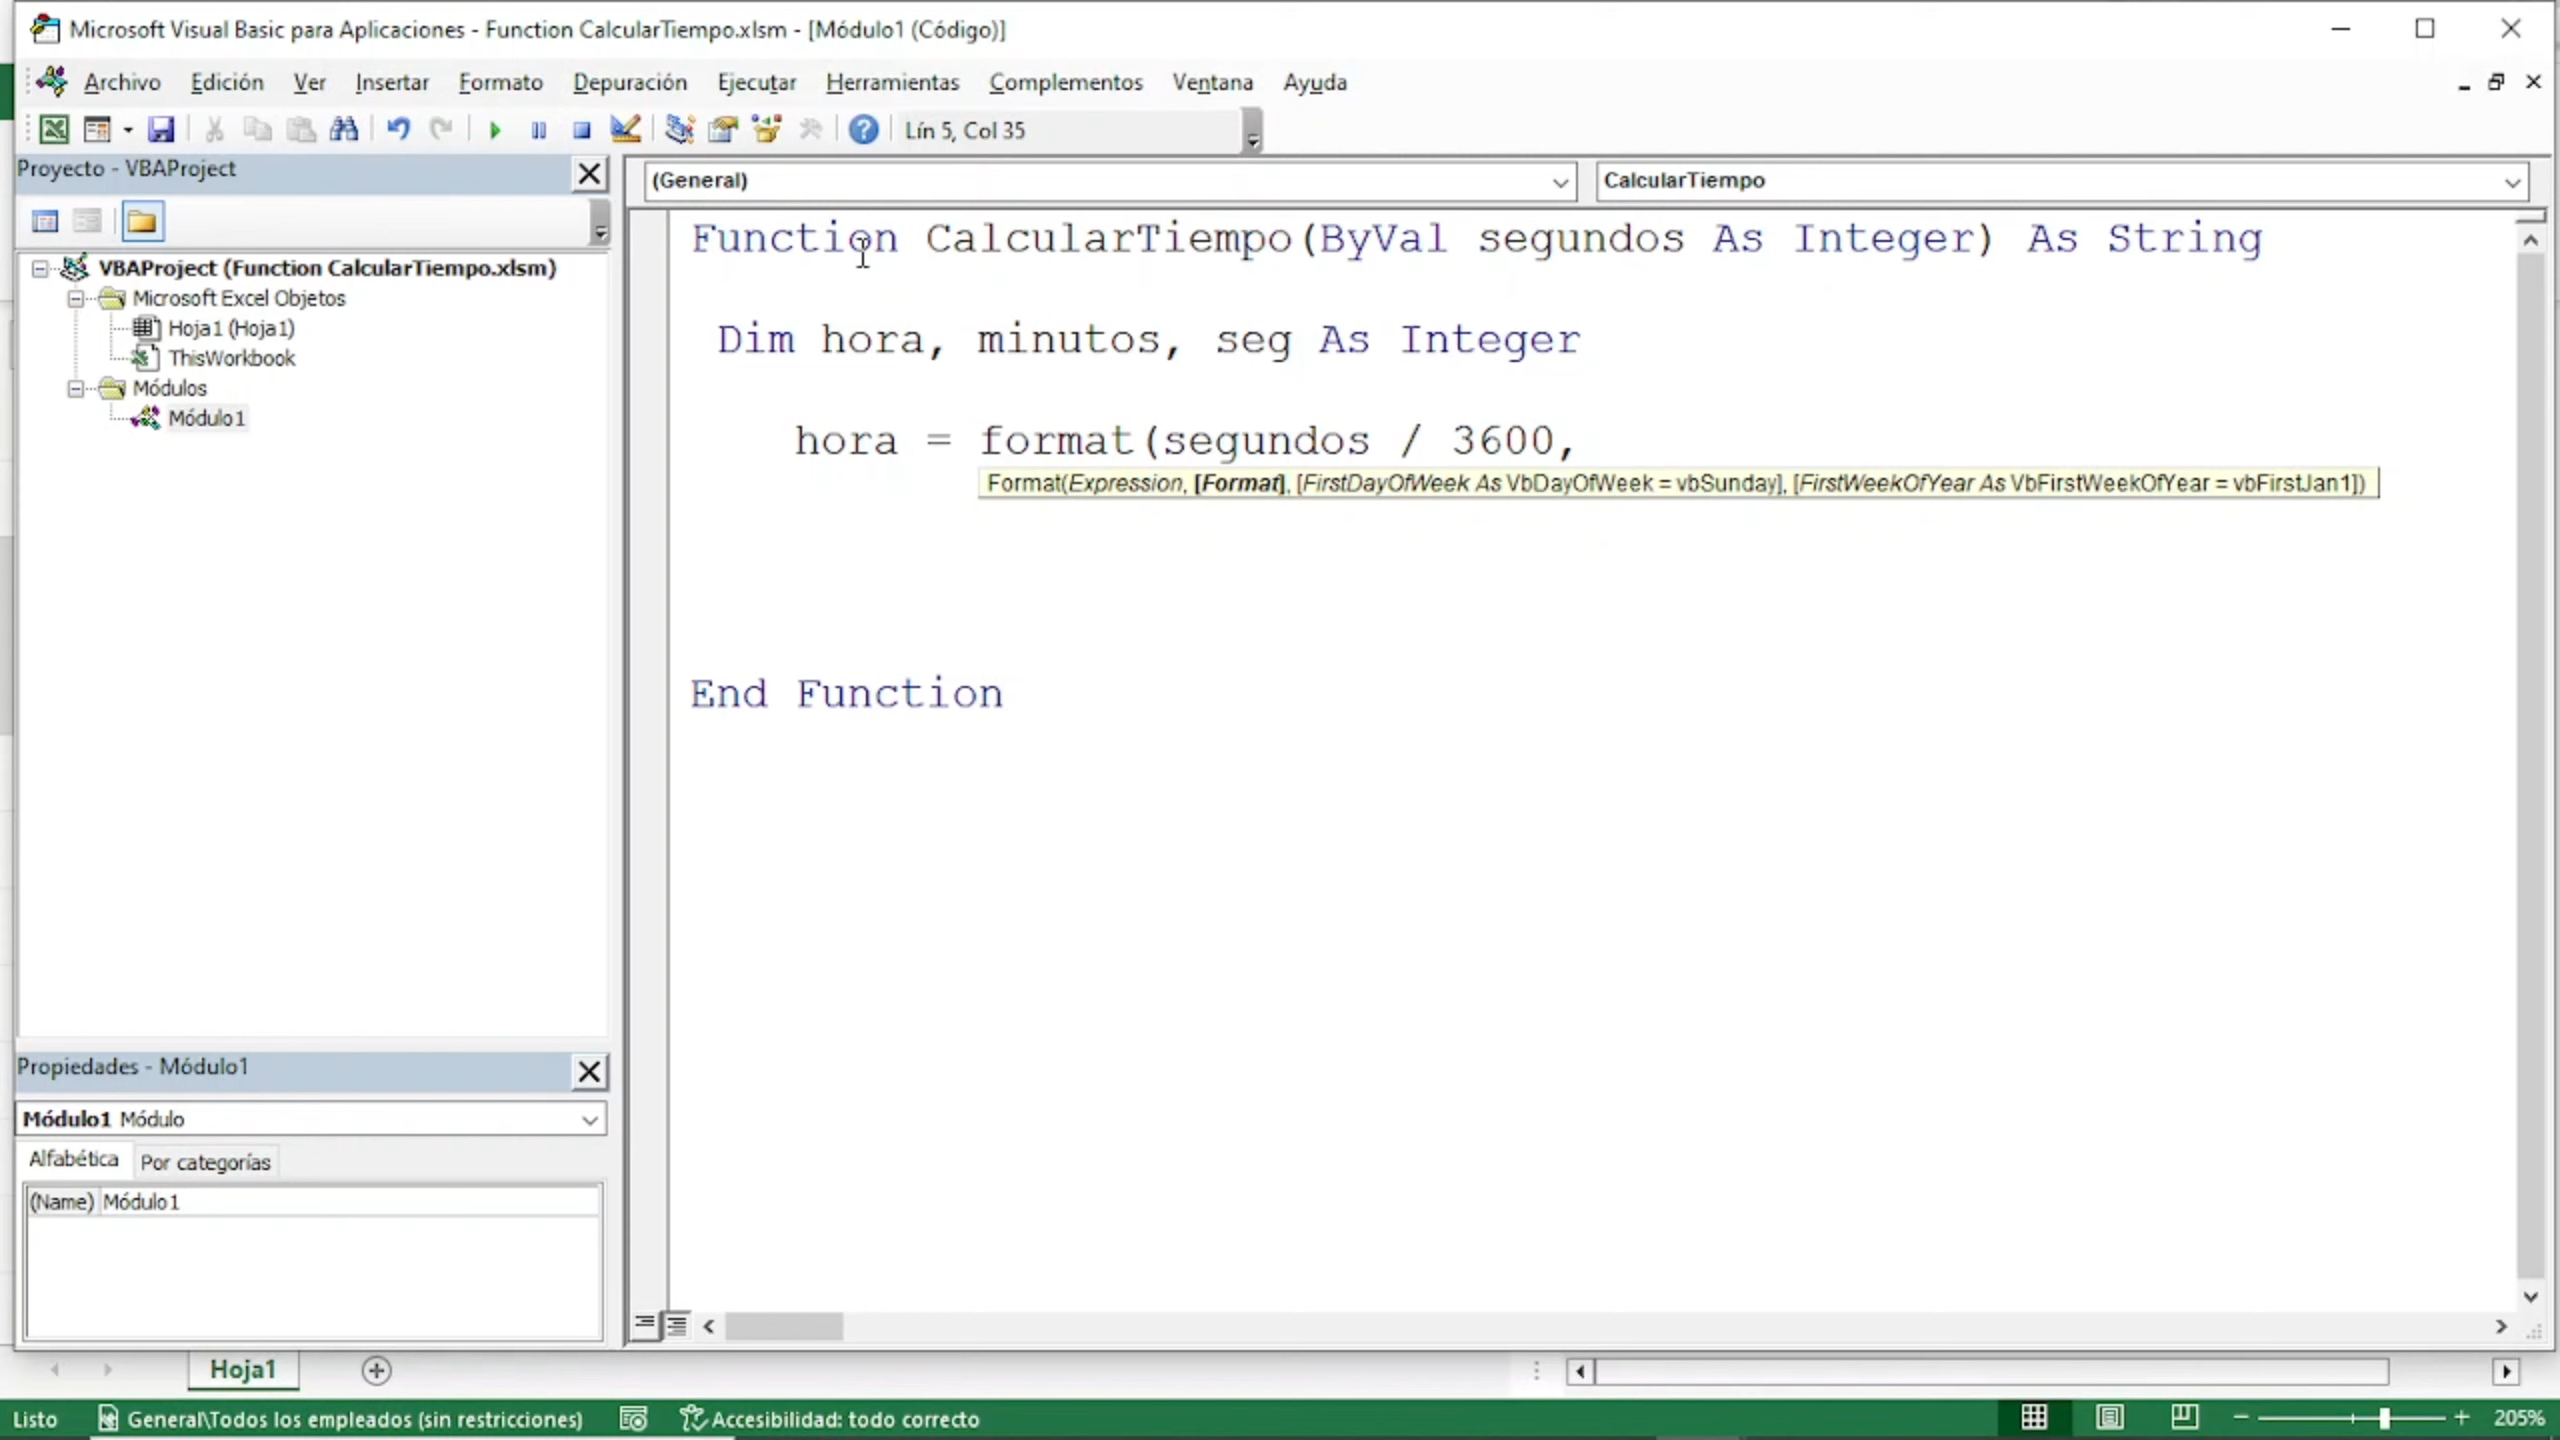 Microsoft Visual Basic para Aplicaciones - Function CalcularTiempo.xlsm - [Módulo1 (Código)]
Archivo Edición Ver Insertar Formato Depuración Ejecutar Herramientas Complementos Ventana Ayuda
Lín 5, Col 35
Proyecto - VBAProject
(General)
CalcularTiempo
VBAProject (Function CalcularTiempo.xlsm)
Microsoft Excel Objetos
Hoja1 (Hoja1)
ThisWorkbook
Módulos
Módulo1
Function CalcularTiempo(ByVal segundos As Integer) As String
Dim hora, minutos, seg As Integer
hora = format(segundos / 3600,
Format(Expression, [Format], [FirstDayOfWeek As VbDayOfWeek = vbSunday], [FirstWeekOfYear As VbFirstWeekOfYear = vbFirstJan1])
End Function
Propiedades - Módulo1
Módulo1 Módulo
Alfabética Por categorías
(Name) Módulo1
Hoja1
Listo General\Todos los empleados (sin restricciones) Accesibilidad: todo correcto 205%